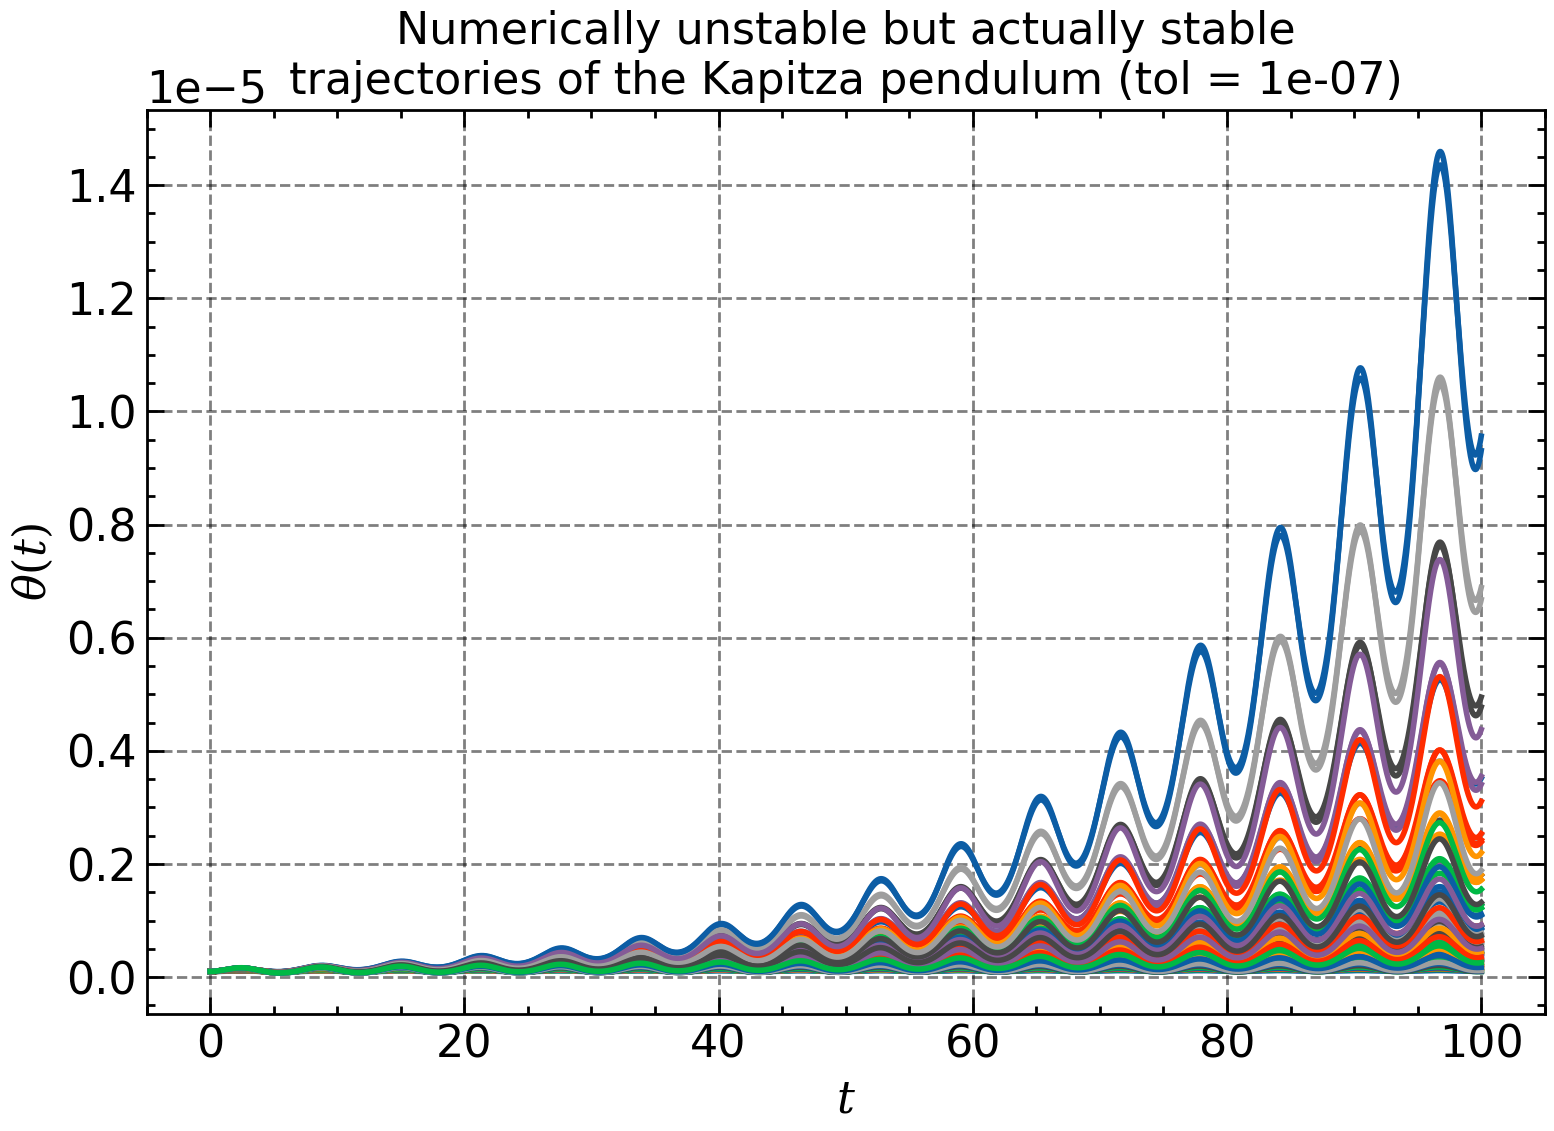 Numerically unstable but actually stable
trajectories of the Kapitza pendulum (tol = 1e-07)
1e−5
1.4
1.2
1.0
0.8
0.6
0.4
0.2
0.0
θ(t)
0 20 40 60 80 100
t